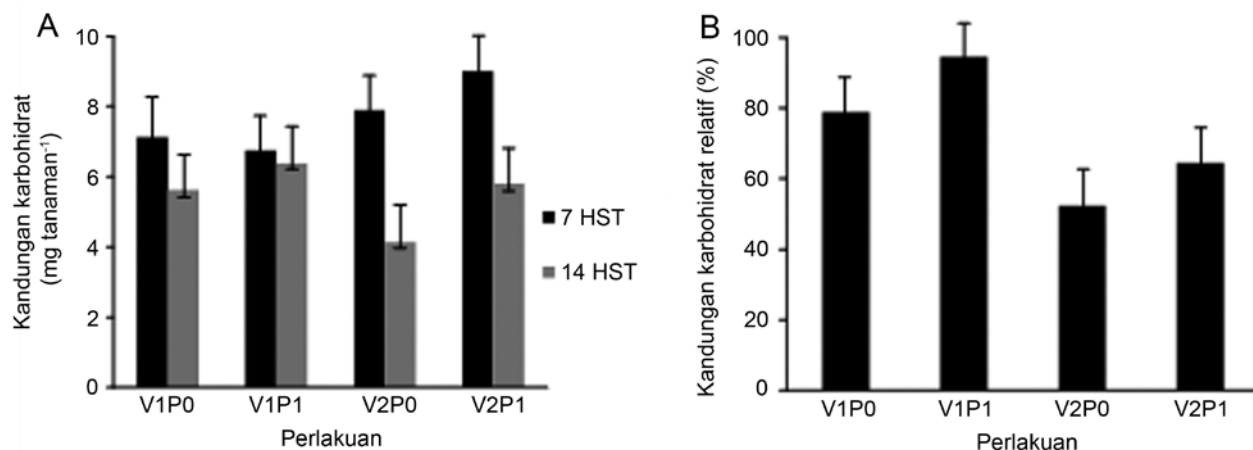 A
Kandungan karbohidrat
(mg tanaman⁻¹)
10
8
6
4
2
0
V1P0 V1P1 V2P0 V2P1
Perlakuan
7 HST
14 HST
B
Kandungan karbohidrat relatif (%)
100
80
60
40
20
0
V1P0 V1P1 V2P0 V2P1
Perlakuan